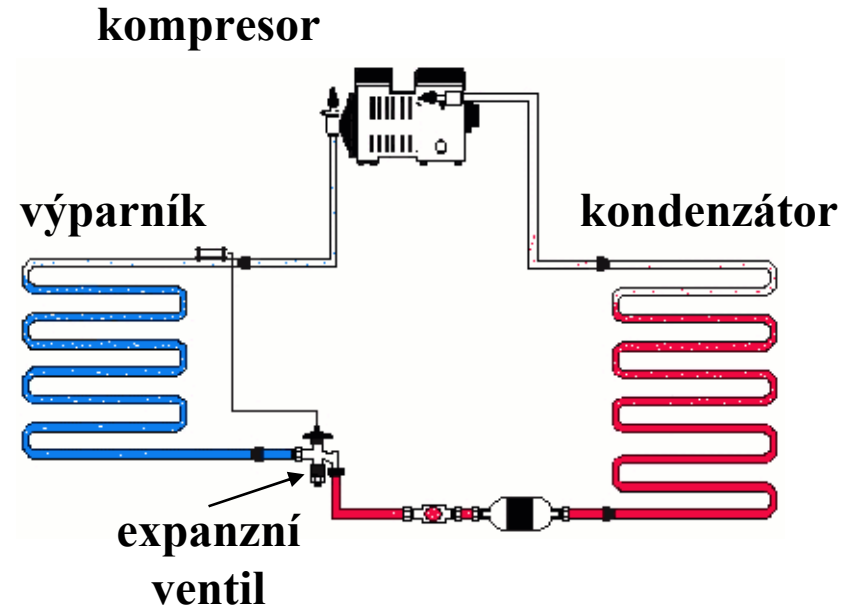 kompresor
výparník
kondenzátor
expanzní
ventil